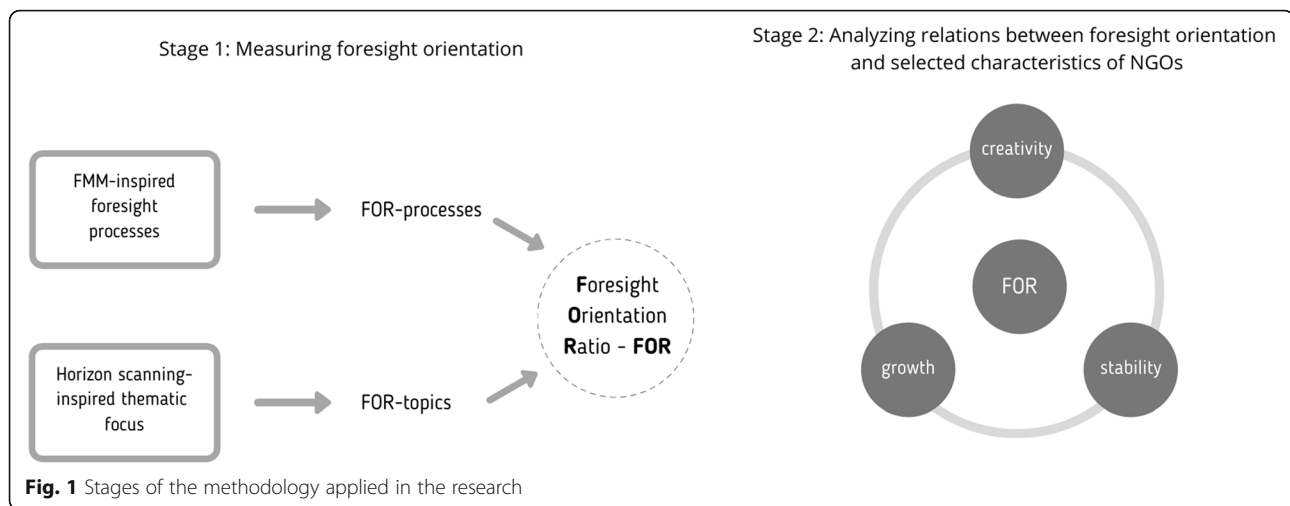 Stage 1: Measuring foresight orientation
FMM-inspired
foresight
processes
FOR-processes
Horizon scanning-
inspired thematic
focus
FOR-topics
Foresight
Orientation
Ratio - FOR
Stage 2: Analyzing relations between foresight orientation
and selected characteristics of NGOs
creativity
FOR
growth
stability
Fig. 1 Stages of the methodology applied in the research